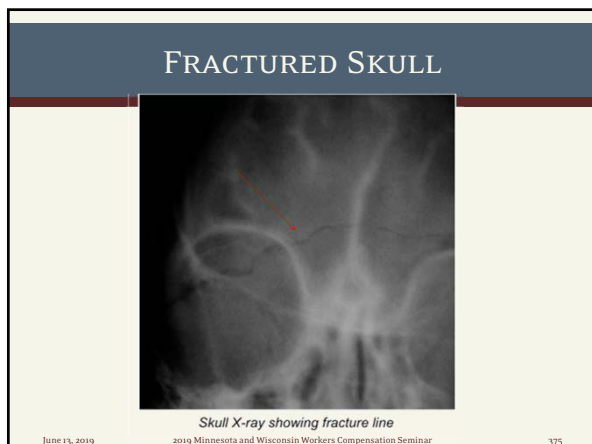 FRACTURED SKULL
Skull X-ray showing fracture line
June 13, 2019 2019 Minnesota and Wisconsin Workers Compensation Seminar 375